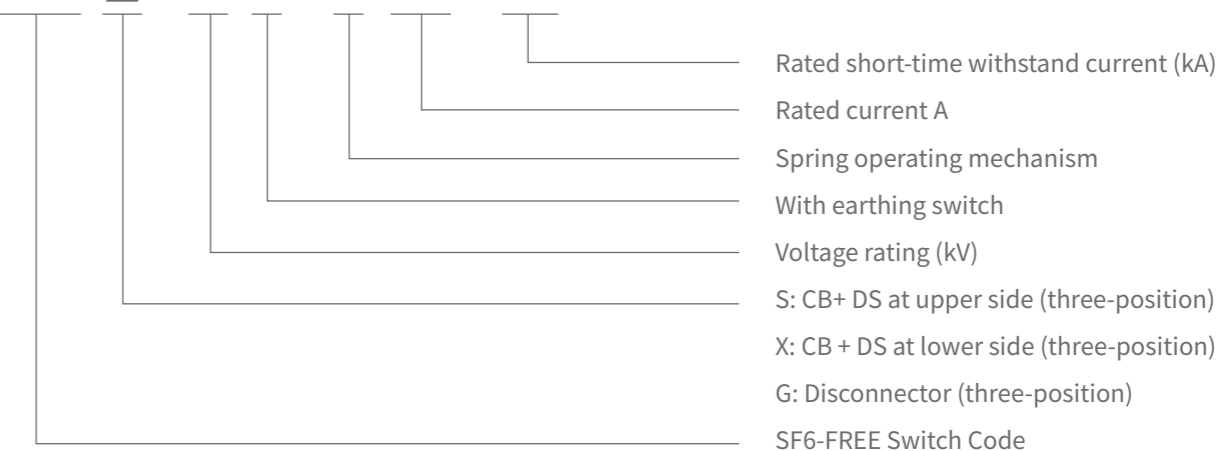 Rated short-time withstand current (kA)
Rated current A
Spring operating mechanism
With earthing switch
Voltage rating (kV)
S: CB+ DS at upper side (three-position)
X: CB + DS at lower side (three-position)
G: Disconnector (three-position)
SF6-FREE Switch Code